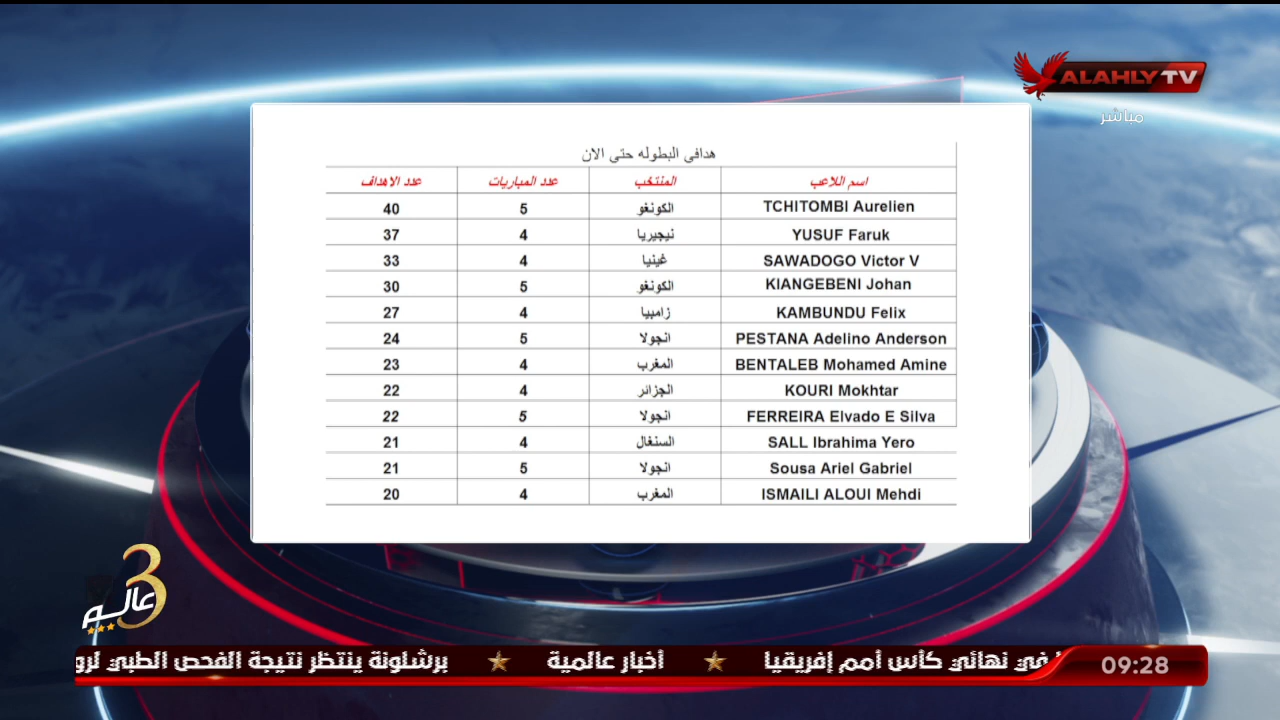 ALAHLY TV
مباشر
هدافي البطوله حتى الان
اسم اللاعب المنتخب عدد المباريات عدد الاهداف
TCHITOMBI Aurelien الكونغو 5 40
YUSUF Faruk نيجيريا 4 37
SAWADOGO Victor V غينيا 4 33
KIANGEBENI Johan الكونغو 5 30
KAMBUNDU Felix زامبيا 4 27
PESTANA Adelino Anderson انجولا 5 24
BENTALEB Mohamed Amine المغرب 4 23
KOURI Mokhtar الجزائر 4 22
FERREIRA Elvado E Silva انجولا 5 22
SALL Ibrahima Yero السنغال 4 21
Sousa Ariel Gabriel انجولا 5 21
ISMAILI ALOUI Mehdi المغرب 4 20
3 عالم
09:28 في نهائي كأس أمم إفريقيا أخبار عالمية برشلونة ينتظر نتيجة الفحص الطبي